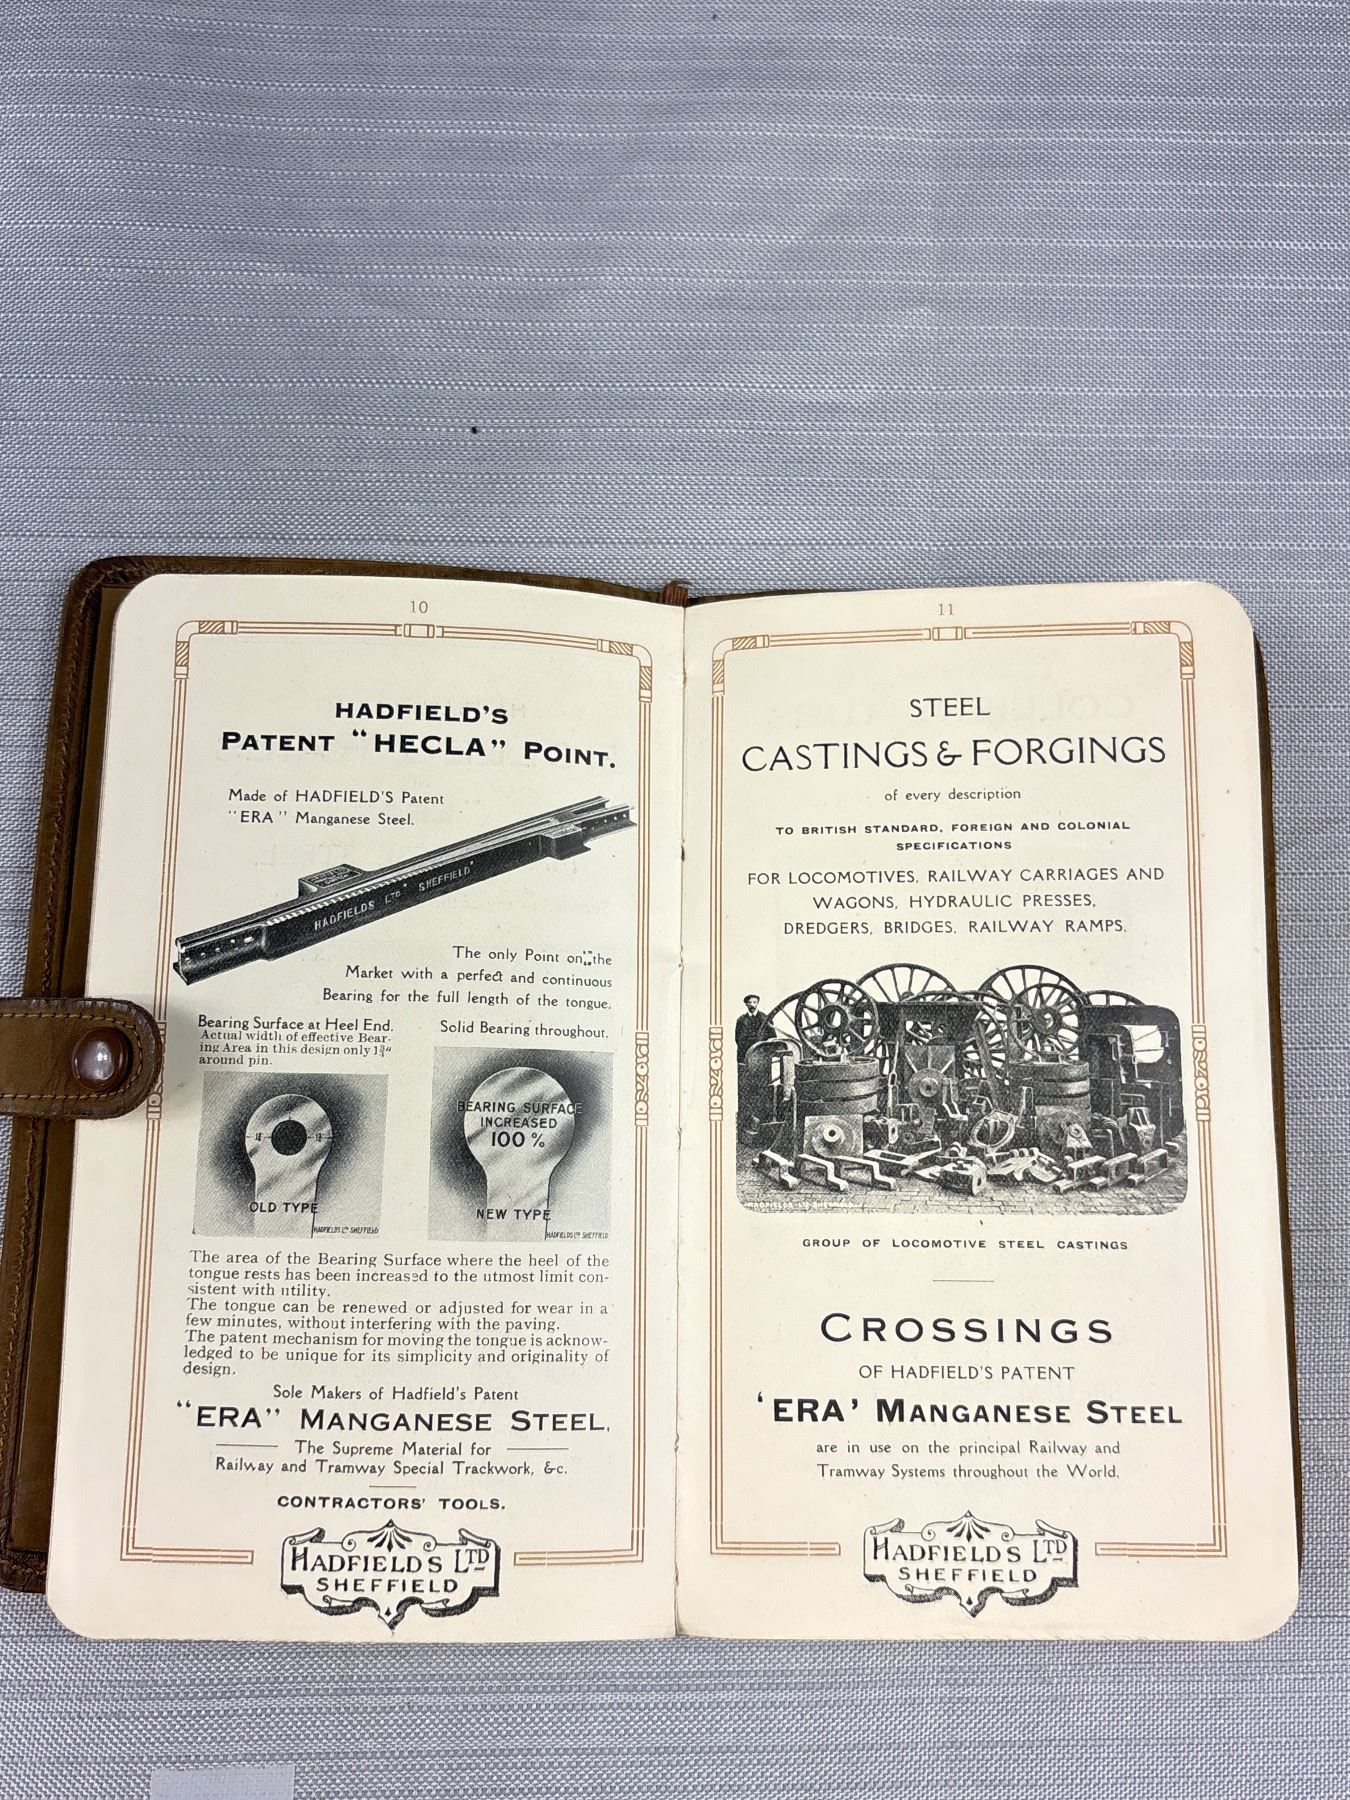 10
HADFIELD'S
PATENT "HECLA" POINT.
Made of HADFIELD'S Patent
"ERA" Manganese Steel.
HADFIELDS LTD SHEFFIELD
The only Point on the
Market with a perfect and continuous
Bearing for the full length of the tongue.
Bearing Surface at Heel End.
Actual width of effective Bear-
ing Area in this design only 1¾"
around pin.
OLD TYPE
HADFIELDS LTD SHEFFIELD
Solid Bearing throughout.
BEARING SURFACE
INCREASED
100 %
NEW TYPE
HADFIELDS LTD SHEFFIELD
The area of the Bearing Surface where the heel of the
tongue rests has been increased to the utmost limit con-
sistent with utility.
The tongue can be renewed or adjusted for wear in a
few minutes, without interfering with the paving.
The patent mechanism for moving the tongue is acknow-
ledged to be unique for its simplicity and originality of
design.
Sole Makers of Hadfield's Patent
"ERA" MANGANESE STEEL,
The Supreme Material for
Railway and Tramway Special Trackwork, &c.
CONTRACTORS' TOOLS.
HADFIELDS LTD
SHEFFIELD
11
STEEL
CASTINGS & FORGINGS
of every description
TO BRITISH STANDARD, FOREIGN AND COLONIAL
SPECIFICATIONS
FOR LOCOMOTIVES, RAILWAY CARRIAGES AND
WAGONS, HYDRAULIC PRESSES,
DREDGERS, BRIDGES, RAILWAY RAMPS.
GROUP OF LOCOMOTIVE STEEL CASTINGS
CROSSINGS
OF HADFIELD'S PATENT
'ERA' MANGANESE STEEL
are in use on the principal Railway and
Tramway Systems throughout the World.
HADFIELDS LTD
SHEFFIELD